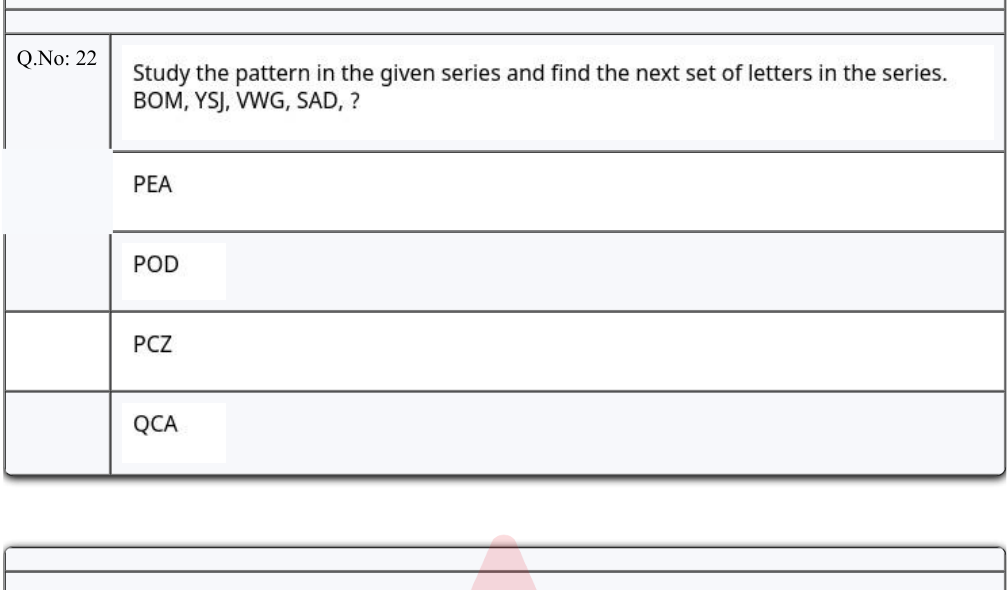 Q.No: 22
Study the pattern in the given series and find the next set of letters in the series.
BOM, YSJ, VWG, SAD, ?
PEA
POD
PCZ
QCA